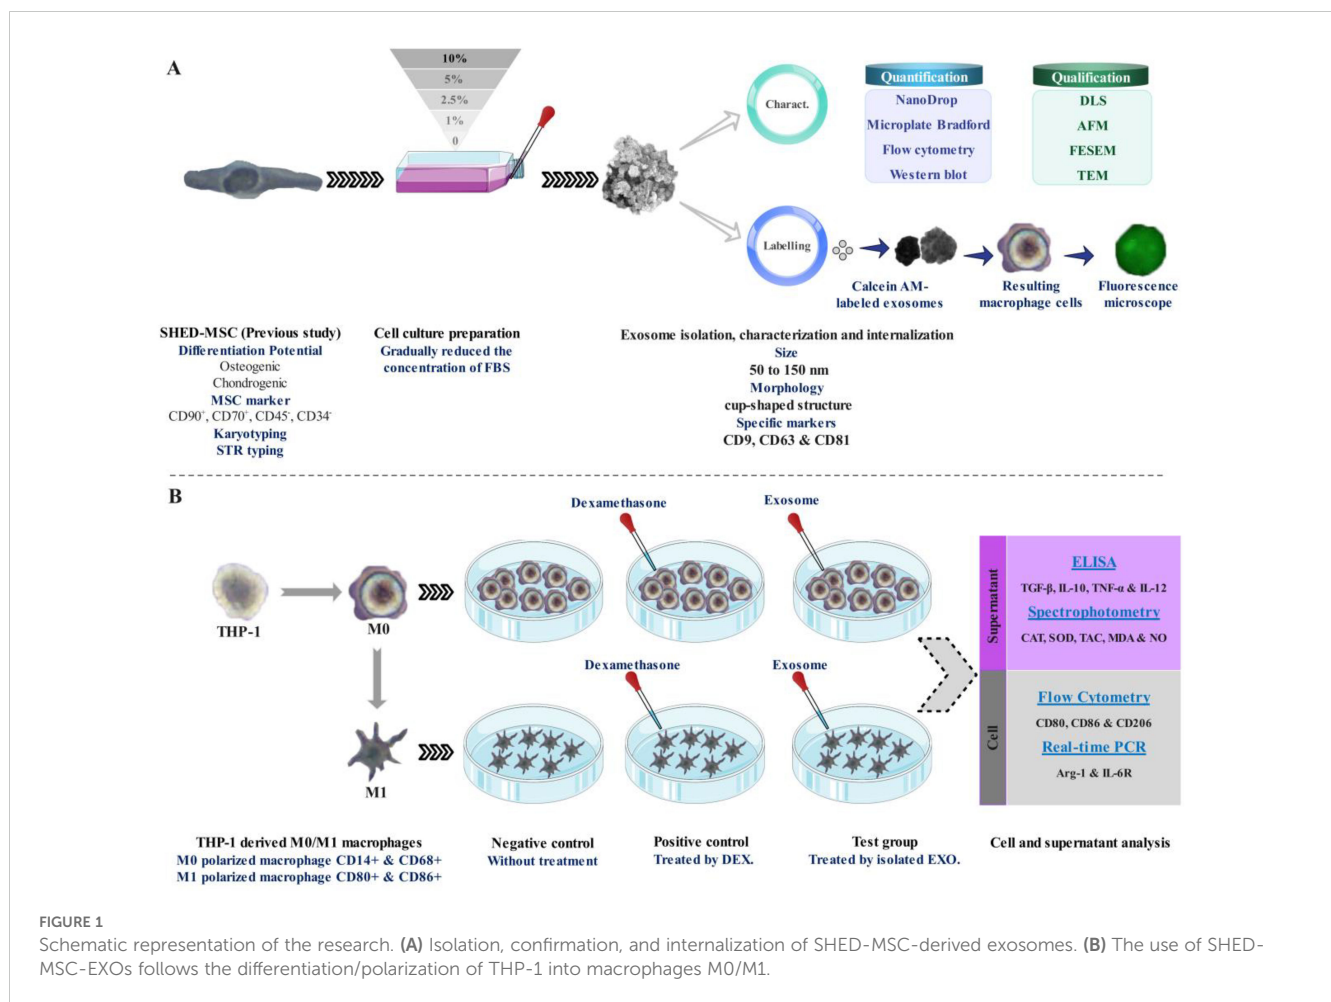 A
10%
5%
2.5%
1%
0
Charact.
Quantification
NanoDrop
Microplate Bradford
Flow cytometry
Western blot
Qualification
DLS
AFM
FESEM
TEM
Labelling
Calcein AM-
labeled exosomes
Resulting
macrophage cells
Fluorescence
microscope
SHED-MSC (Previous study)
Differentiation Potential
Osteogenic
Chondrogenic
MSC marker
CD90⁺, CD70⁺, CD45⁻, CD34⁻
Karyotyping
STR typing
Cell culture preparation
Gradually reduced the
concentration of FBS
Exosome isolation, characterization and internalization
Size
50 to 150 nm
Morphology
cup-shaped structure
Specific markers
CD9, CD63 & CD81
B
THP-1
M0
M1
Dexamethasone
Exosome
Dexamethasone
Exosome
Supernatant
ELISA
TGF-β, IL-10, TNF-α & IL-12
Spectrophotometry
CAT, SOD, TAC, MDA & NO
Cell
Flow Cytometry
CD80, CD86 & CD206
Real-time PCR
Arg-1 & IL-6R
THP-1 derived M0/M1 macrophages
M0 polarized macrophage CD14+ & CD68+
M1 polarized macrophage CD80+ & CD86+
Negative control
Without treatment
Positive control
Treated by DEX.
Test group
Treated by isolated EXO.
Cell and supernatant analysis
FIGURE 1
Schematic representation of the research. (A) Isolation, confirmation, and internalization of SHED-MSC-derived exosomes. (B) The use of SHED-
MSC-EXOs follows the differentiation/polarization of THP-1 into macrophages M0/M1.